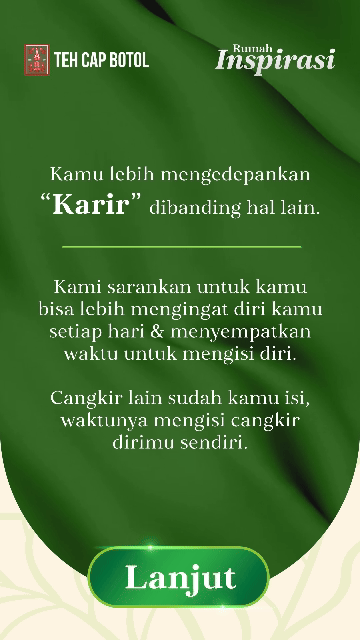 TEH CAP BOTOL
Rumah
Inspirasi
Kamu lebih mengedepankan
“Karir” dibanding hal lain.
Kami sarankan untuk kamu
bisa lebih mengingat diri kamu
setiap hari & menyempatkan
waktu untuk mengisi diri.
Cangkir lain sudah kamu isi,
waktunya mengisi cangkir
dirimu sendiri.
Lanjut